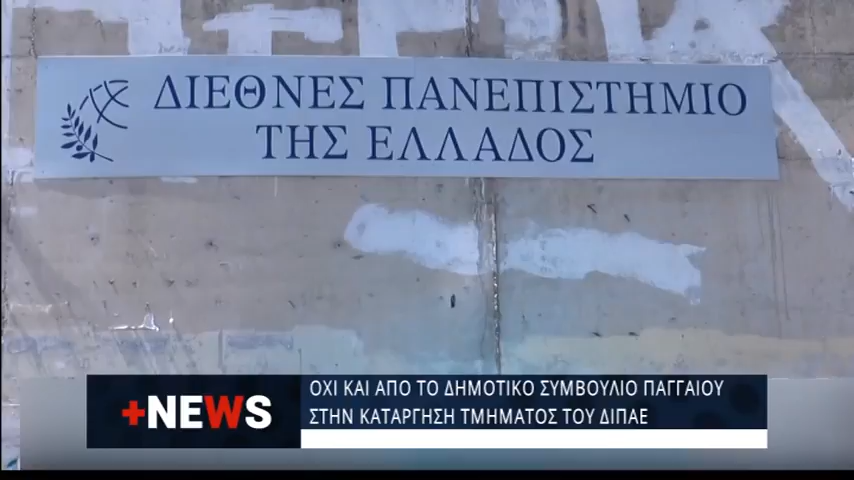 ΔΙΕΘΝΕΣ ΠΑΝΕΠΙΣΤΗΜΙΟ
ΤΗΣ ΕΛΛΑΔΟΣ
+NEWS
ΟΧΙ ΚΑΙ ΑΠΟ ΤΟ ΔΗΜΟΤΙΚΟ ΣΥΜΒΟΥΛΙΟ ΠΑΓΓΑΙΟΥ
ΣΤΗΝ ΚΑΤΑΡΓΗΣΗ ΤΜΗΜΑΤΟΣ ΤΟΥ ΔΙΠΑΕ